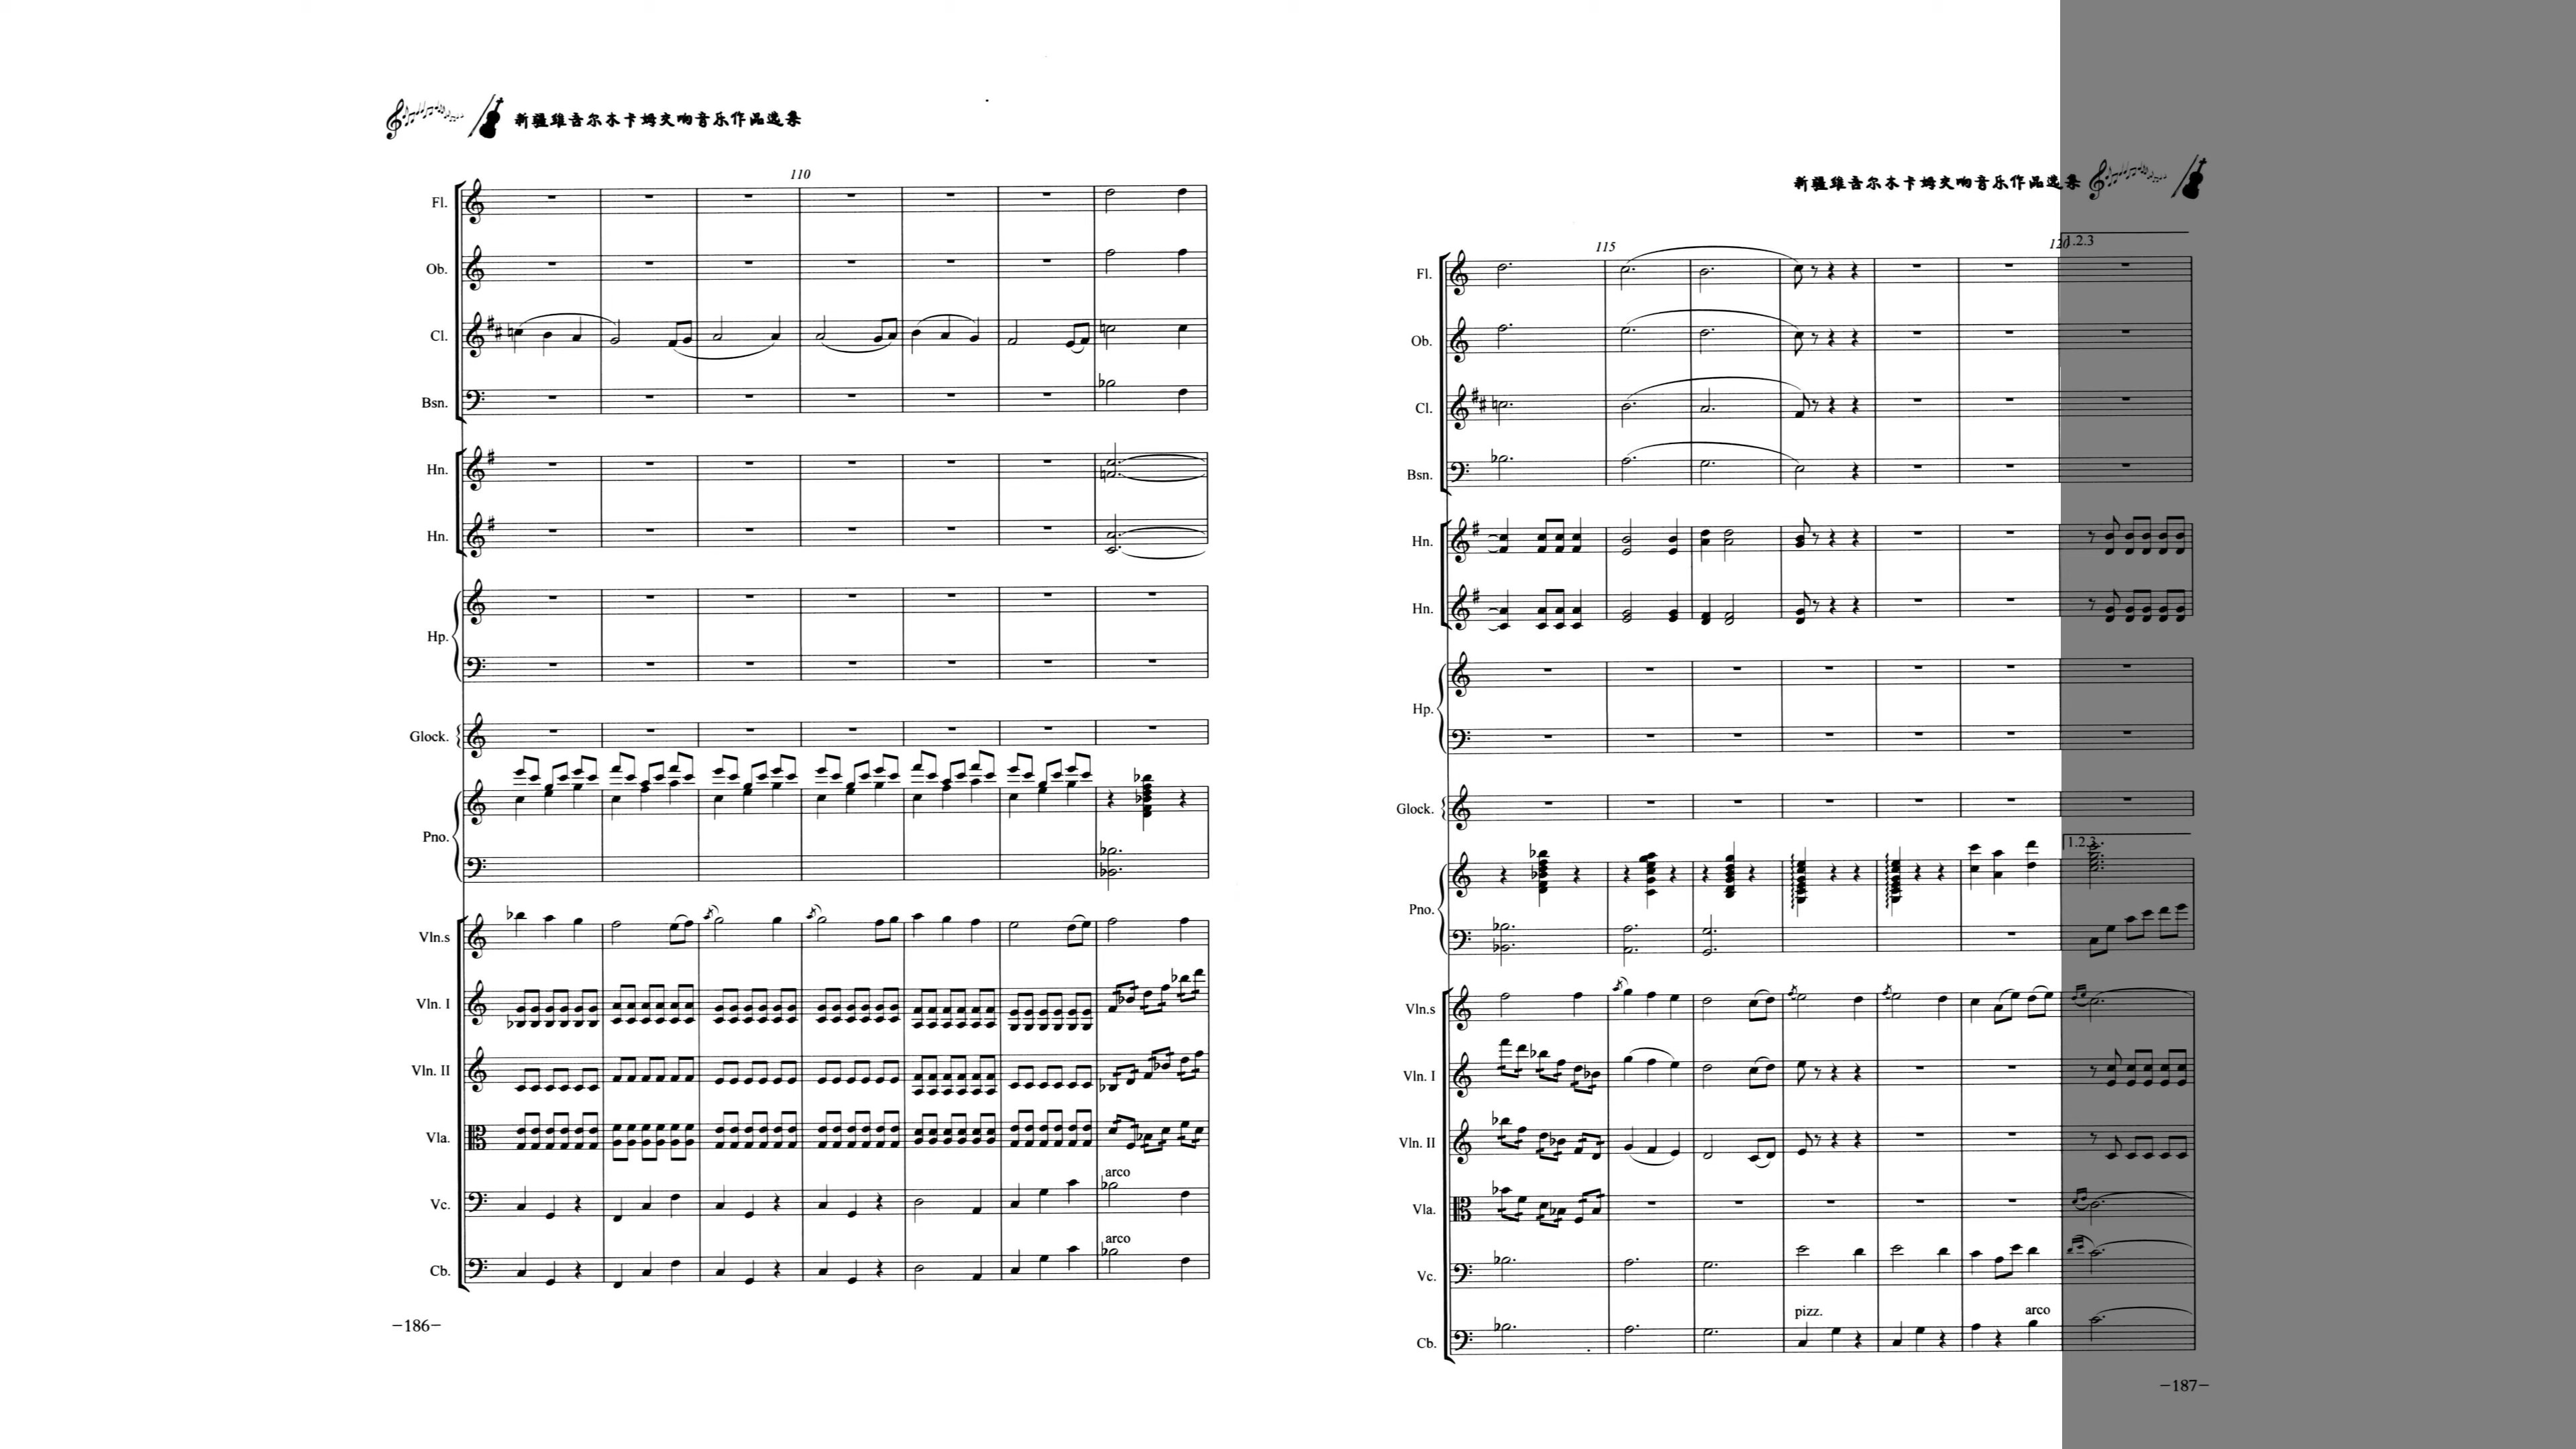 新疆维吾尔木卡姆交响音乐作品选集
110
Fl.
Ob.
Cl.
Bsn.
Hn.
Hn.
Hp.
Glock.
Pno.
Vln.s
Vln. I
Vln. II
Vla.
arco
Vc.
arco
Cb.
-186-
新疆维吾尔木卡姆交响音乐作品选集
115
120
1.2.3
Fl.
Ob.
Cl.
Bsn.
Hn.
Hn.
Hp.
Glock.
1.2.3
Pno.
Vln.s
Vln. I
Vln. II
Vla.
Vc.
pizz.
arco
Cb.
-187-